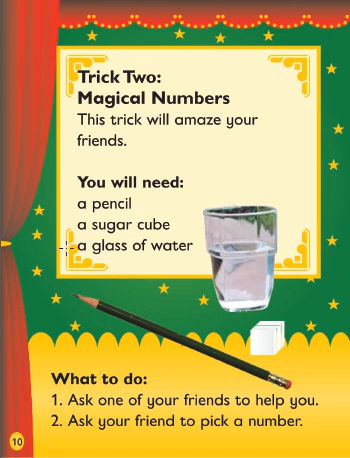 Trick Two:
Magical Numbers
This trick will amaze your
friends.
You will need:
a pencil
a sugar cube
a glass of water
What to do:
1. Ask one of your friends to help you.
2. Ask your friend to pick a number.
10